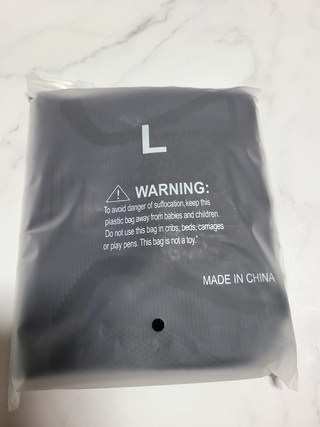 L
WARNING:
To avoid danger of suffocation, keep this
plastic bag away from babies and children.
Do not use this bag in cribs, beds, carriages
or play pens. This bag is not a toy."
MADE IN CHINA